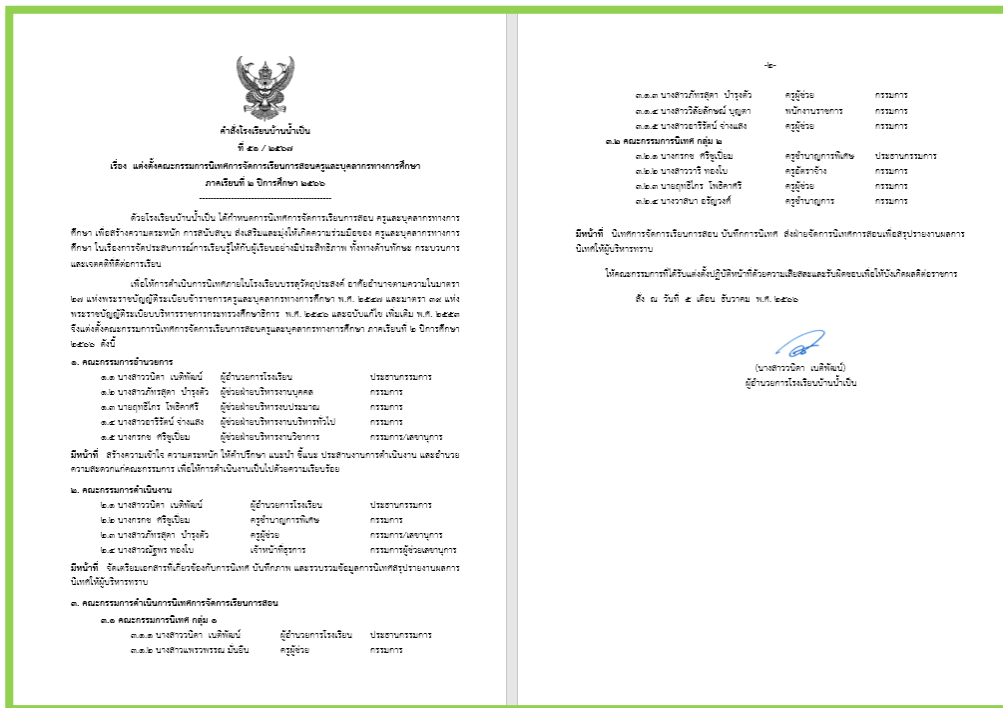 คำสั่งโรงเรียนบ้านน้ำเป็น
ที่ ๕๑ / ๒๕๖๗
เรื่อง แต่งตั้งคณะกรรมการนิเทศการจัดการเรียนการสอนครูและบุคลากรทางการศึกษา
ภาคเรียนที่ ๒ ปีการศึกษา ๒๕๖๖
--------------------------------------------
ด้วยโรงเรียนบ้านน้ำเป็น ได้กำหนดการนิเทศการจัดการเรียนการสอน ครูและบุคลากรทางการ
ศึกษา เพื่อสร้างความตระหนัก การสนับสนุน ส่งเสริมและมุ่งให้เกิดความร่วมมือของ ครูและบุคลากรทางการ
ศึกษา ในเรื่องการจัดประสบการณ์การเรียนรู้ให้กับผู้เรียนอย่างมีประสิทธิภาพ ทั้งทางด้านทักษะ กระบวนการ
และเจตคติที่ดีต่อการเรียน
เพื่อให้การดำเนินการนิเทศภายในโรงเรียนบรรลุวัตถุประสงค์ อาศัยอำนาจตามความในมาตรา
๒๗ แห่งพระราชบัญญัติระเบียบข้าราชการครูและบุคลากรทางการศึกษา พ.ศ. ๒๕๔๗ และมาตรา ๓๙ แห่ง
พระราชบัญญัติระเบียบบริหารราชการกระทรวงศึกษาธิการ พ.ศ. ๒๕๔๖ และฉบับแก้ไข เพิ่มเติม พ.ศ. ๒๕๕๓
จึงแต่งตั้งคณะกรรมการนิเทศการจัดการเรียนการสอนครูและบุคลากรทางการศึกษา ภาคเรียนที่ ๒ ปีการศึกษา
๒๕๖๖ ดังนี้
๑. คณะกรรมการอำนวยการ
๑.๑ นางสาววนิดา เนติพัฒน์ ผู้อำนวยการโรงเรียน ประธานกรรมการ
๑.๒ นางสาวภัทรสุดา บำรุงตัว ผู้ช่วยฝ่ายบริหารงานบุคคล กรรมการ
๑.๓ นายฤทธิไกร โพธิคาศรี ผู้ช่วยฝ่ายบริหารงบประมาณ กรรมการ
๑.๔ นางสาวอารีรัตน์ จ่างแสง ผู้ช่วยฝ่ายบริหารงานบริหารทั่วไป กรรมการ
๑.๕ นางกรกช ศรีชูเปี่ยม ผู้ช่วยฝ่ายบริหารงานวิชาการ กรรมการ/เลขานุการ
มีหน้าที่ สร้างความเข้าใจ ความตระหนัก ให้คำปรึกษา แนะนำ ชี้แนะ ประสานงานการดำเนินงาน และอำนวย
ความสะดวกแก่คณะกรรมการ เพื่อให้การดำเนินงานเป็นไปด้วยความเรียบร้อย
๒. คณะกรรมการดำเนินงาน
๒.๑ นางสาววนิดา เนติพัฒน์ ผู้อำนวยการโรงเรียน ประธานกรรมการ
๒.๒ นางกรกช ศรีชูเปี่ยม ครูชำนาญการพิเศษ กรรมการ
๒.๓ นางสาวภัทรสุดา บำรุงตัว ครูผู้ช่วย กรรมการ/เลขานุการ
๒.๔ นางสาวณัฐพร ทองใบ เจ้าหน้าที่ธุรการ กรรมการผู้ช่วยเลขานุการ
มีหน้าที่ จัดเตรียมเอกสารที่เกี่ยวข้องกับการนิเทศ บันทึกภาพ และรวบรวมข้อมูลการนิเทศสรุปรายงานผลการ
นิเทศให้ผู้บริหารทราบ
๓. คณะกรรมการดำเนินการนิเทศการจัดการเรียนการสอน
๓.๑ คณะกรรมการนิเทศ กลุ่ม ๑
๓.๑.๑ นางสาววนิดา เนติพัฒน์ ผู้อำนวยการโรงเรียน ประธานกรรมการ
๓.๑.๒ นางสาวแพรวพรรณ มั่นยืน ครูผู้ช่วย กรรมการ
-๒-
๓.๑.๓ นางสาวภัทรสุดา บำรุงตัว ครูผู้ช่วย กรรมการ
๓.๑.๔ นางสาววิลัยลักษณ์ บุญตา พนักงานราชการ กรรมการ
๓.๑.๕ นางสาวอารีรัตน์ จ่างแสง ครูผู้ช่วย กรรมการ
๓.๒ คณะกรรมการนิเทศ กลุ่ม ๒
๓.๒.๑ นางกรกช ศรีชูเปี่ยม ครูชำนาญการพิเศษ ประธานกรรมการ
๓.๒.๒ นางสาววารี ทองใบ ครูอัตราจ้าง กรรมการ
๓.๒.๓ นายฤทธิไกร โพธิคาศรี ครูผู้ช่วย กรรมการ
๓.๒.๔ นางวาสนา อรัญวงศ์ ครูชำนาญการ กรรมการ
มีหน้าที่ นิเทศการจัดการเรียนการสอน บันทึกการนิเทศ ส่งฝ่ายจัดการนิเทศการสอนเพื่อสรุปรายงานผลการ
นิเทศให้ผู้บริหารทราบ
ให้คณะกรรมการที่ได้รับแต่งตั้งปฏิบัติหน้าที่ด้วยความเสียสละและรับผิดชอบเพื่อให้บังเกิดผลดีต่อราชการ
สั่ง ณ วันที่ ๕ เดือน ธันวาคม พ.ศ.๒๕๖๖
(นางสาววนิดา เนติพัฒน์)
ผู้อำนวยการโรงเรียนบ้านน้ำเป็น